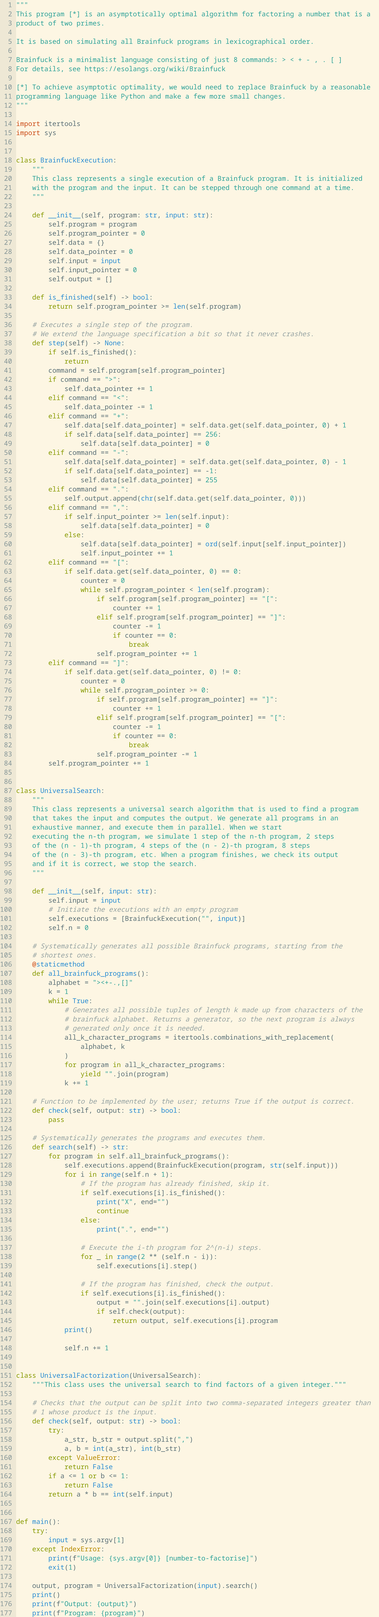 1 """
2 This program [*] is an asymptotically optimal algorithm for factoring a number that is a
3 product of two primes.
4
5 It is based on simulating all Brainfuck programs in lexicographical order.
6
7 Brainfuck is a minimalist language consisting of just 8 commands: > < + - , . [ ]
8 For details, see https://esolangs.org/wiki/Brainfuck
9
10 [*] To achieve asymptotic optimality, we would need to replace Brainfuck by a reasonable
11 programming language like Python and make a few more small changes.
12 """
13
14 import itertools
15 import sys
16
17
18 class BrainfuckExecution:
19     """
20     This class represents a single execution of a Brainfuck program. It is initialized
21     with the program and the input. It can be stepped through one command at a time.
22     """
23
24     def __init__(self, program: str, input: str):
25         self.program = program
26         self.program_pointer = 0
27         self.data = {}
28         self.data_pointer = 0
29         self.input = input
30         self.input_pointer = 0
31         self.output = []
32
33     def is_finished(self) -> bool:
34         return self.program_pointer >= len(self.program)
35
36     # Executes a single step of the program.
37     # We extend the language specification a bit so that it never crashes.
38     def step(self) -> None:
39         if self.is_finished():
40             return
41         command = self.program[self.program_pointer]
42         if command == ">":
43             self.data_pointer += 1
44         elif command == "<":
45             self.data_pointer -= 1
46         elif command == "+":
47             self.data[self.data_pointer] = self.data.get(self.data_pointer, 0) + 1
48             if self.data[self.data_pointer] == 256:
49                 self.data[self.data_pointer] = 0
50         elif command == "-":
51             self.data[self.data_pointer] = self.data.get(self.data_pointer, 0) - 1
52             if self.data[self.data_pointer] == -1:
53                 self.data[self.data_pointer] = 255
54         elif command == ".":
55             self.output.append(chr(self.data.get(self.data_pointer, 0)))
56         elif command == ",":
57             if self.input_pointer >= len(self.input):
58                 self.data[self.data_pointer] = 0
59             else:
60                 self.data[self.data_pointer] = ord(self.input[self.input_pointer])
61                 self.input_pointer += 1
62         elif command == "[":
63             if self.data.get(self.data_pointer, 0) == 0:
64                 counter = 0
65                 while self.program_pointer < len(self.program):
66                     if self.program[self.program_pointer] == "[":
67                         counter += 1
68                     elif self.program[self.program_pointer] == "]":
69                         counter -= 1
70                         if counter == 0:
71                             break
72                     self.program_pointer += 1
73         elif command == "]":
74             if self.data.get(self.data_pointer, 0) != 0:
75                 counter = 0
76                 while self.program_pointer >= 0:
77                     if self.program[self.program_pointer] == "]":
78                         counter += 1
79                     elif self.program[self.program_pointer] == "[":
80                         counter -= 1
81                         if counter == 0:
82                             break
83                     self.program_pointer -= 1
84         self.program_pointer += 1
85
86
87 class UniversalSearch:
88     """
89     This class represents a universal search algorithm that is used to find a program
90     that takes the input and computes the output. We generate all programs in an
91     exhaustive manner, and execute them in parallel. When we start
92     executing the n-th program, we simulate 1 step of the n-th program, 2 steps
93     of the (n - 1)-th program, 4 steps of the (n - 2)-th program, 8 steps
94     of the (n - 3)-th program, etc. When a program finishes, we check its output
95     and if it is correct, we stop the search.
96     """
97
98     def __init__(self, input: str):
99         self.input = input
100         # Initiate the executions with an empty program
101         self.executions = [BrainfuckExecution("", input)]
102         self.n = 0
103
104     # Systematically generates all possible Brainfuck programs, starting from the
105     # shortest ones.
106     @staticmethod
107     def all_brainfuck_programs():
108         alphabet = "><+-.,[]"
109         k = 1
110         while True:
111             # Generates all possible tuples of length k made up from characters of the
112             # brainfuck alphabet. Returns a generator, so the next program is always
113             # generated only once it is needed.
114             all_k_character_programs = itertools.combinations_with_replacement(
115                 alphabet, k
116             )
117             for program in all_k_character_programs:
118                 yield "".join(program)
119             k += 1
120
121     # Function to be implemented by the user; returns True if the output is correct.
122     def check(self, output: str) -> bool:
123         pass
124
125     # Systematically generates the programs and executes them.
126     def search(self) -> str:
127         for program in self.all_brainfuck_programs():
128             self.executions.append(BrainfuckExecution(program, str(self.input)))
129             for i in range(self.n + 1):
130                 # If the program has already finished, skip it.
131                 if self.executions[i].is_finished():
132                     print("X", end="")
133                     continue
134                 else:
135                     print(".", end="")
136
137                 # Execute the i-th program for 2^(n-i) steps.
138                 for _ in range(2 ** (self.n - i)):
139                     self.executions[i].step()
140
141                 # If the program has finished, check the output.
142                 if self.executions[i].is_finished():
143                     output = "".join(self.executions[i].output)
144                     if self.check(output):
145                         return output, self.executions[i].program
146             print()
147
148             self.n += 1
149
150
151 class UniversalFactorization(UniversalSearch):
152     """This class uses the universal search to find factors of a given integer."""
153
154     # Checks that the output can be split into two comma-separated integers greater than
155     # 1 whose product is the input.
156     def check(self, output: str) -> bool:
157         try:
158             a_str, b_str = output.split(",")
159             a, b = int(a_str), int(b_str)
160         except ValueError:
161             return False
162         if a <= 1 or b <= 1:
163             return False
164         return a * b == int(self.input)
165
166
167 def main():
168     try:
169         input = sys.argv[1]
170     except IndexError:
171         print(f"Usage: {sys.argv[0]} [number-to-factorise]")
172         exit(1)
173
174     output, program = UniversalFactorization(input).search()
175     print()
176     print(f"Output: {output}")
177     print(f"Program: {program}")